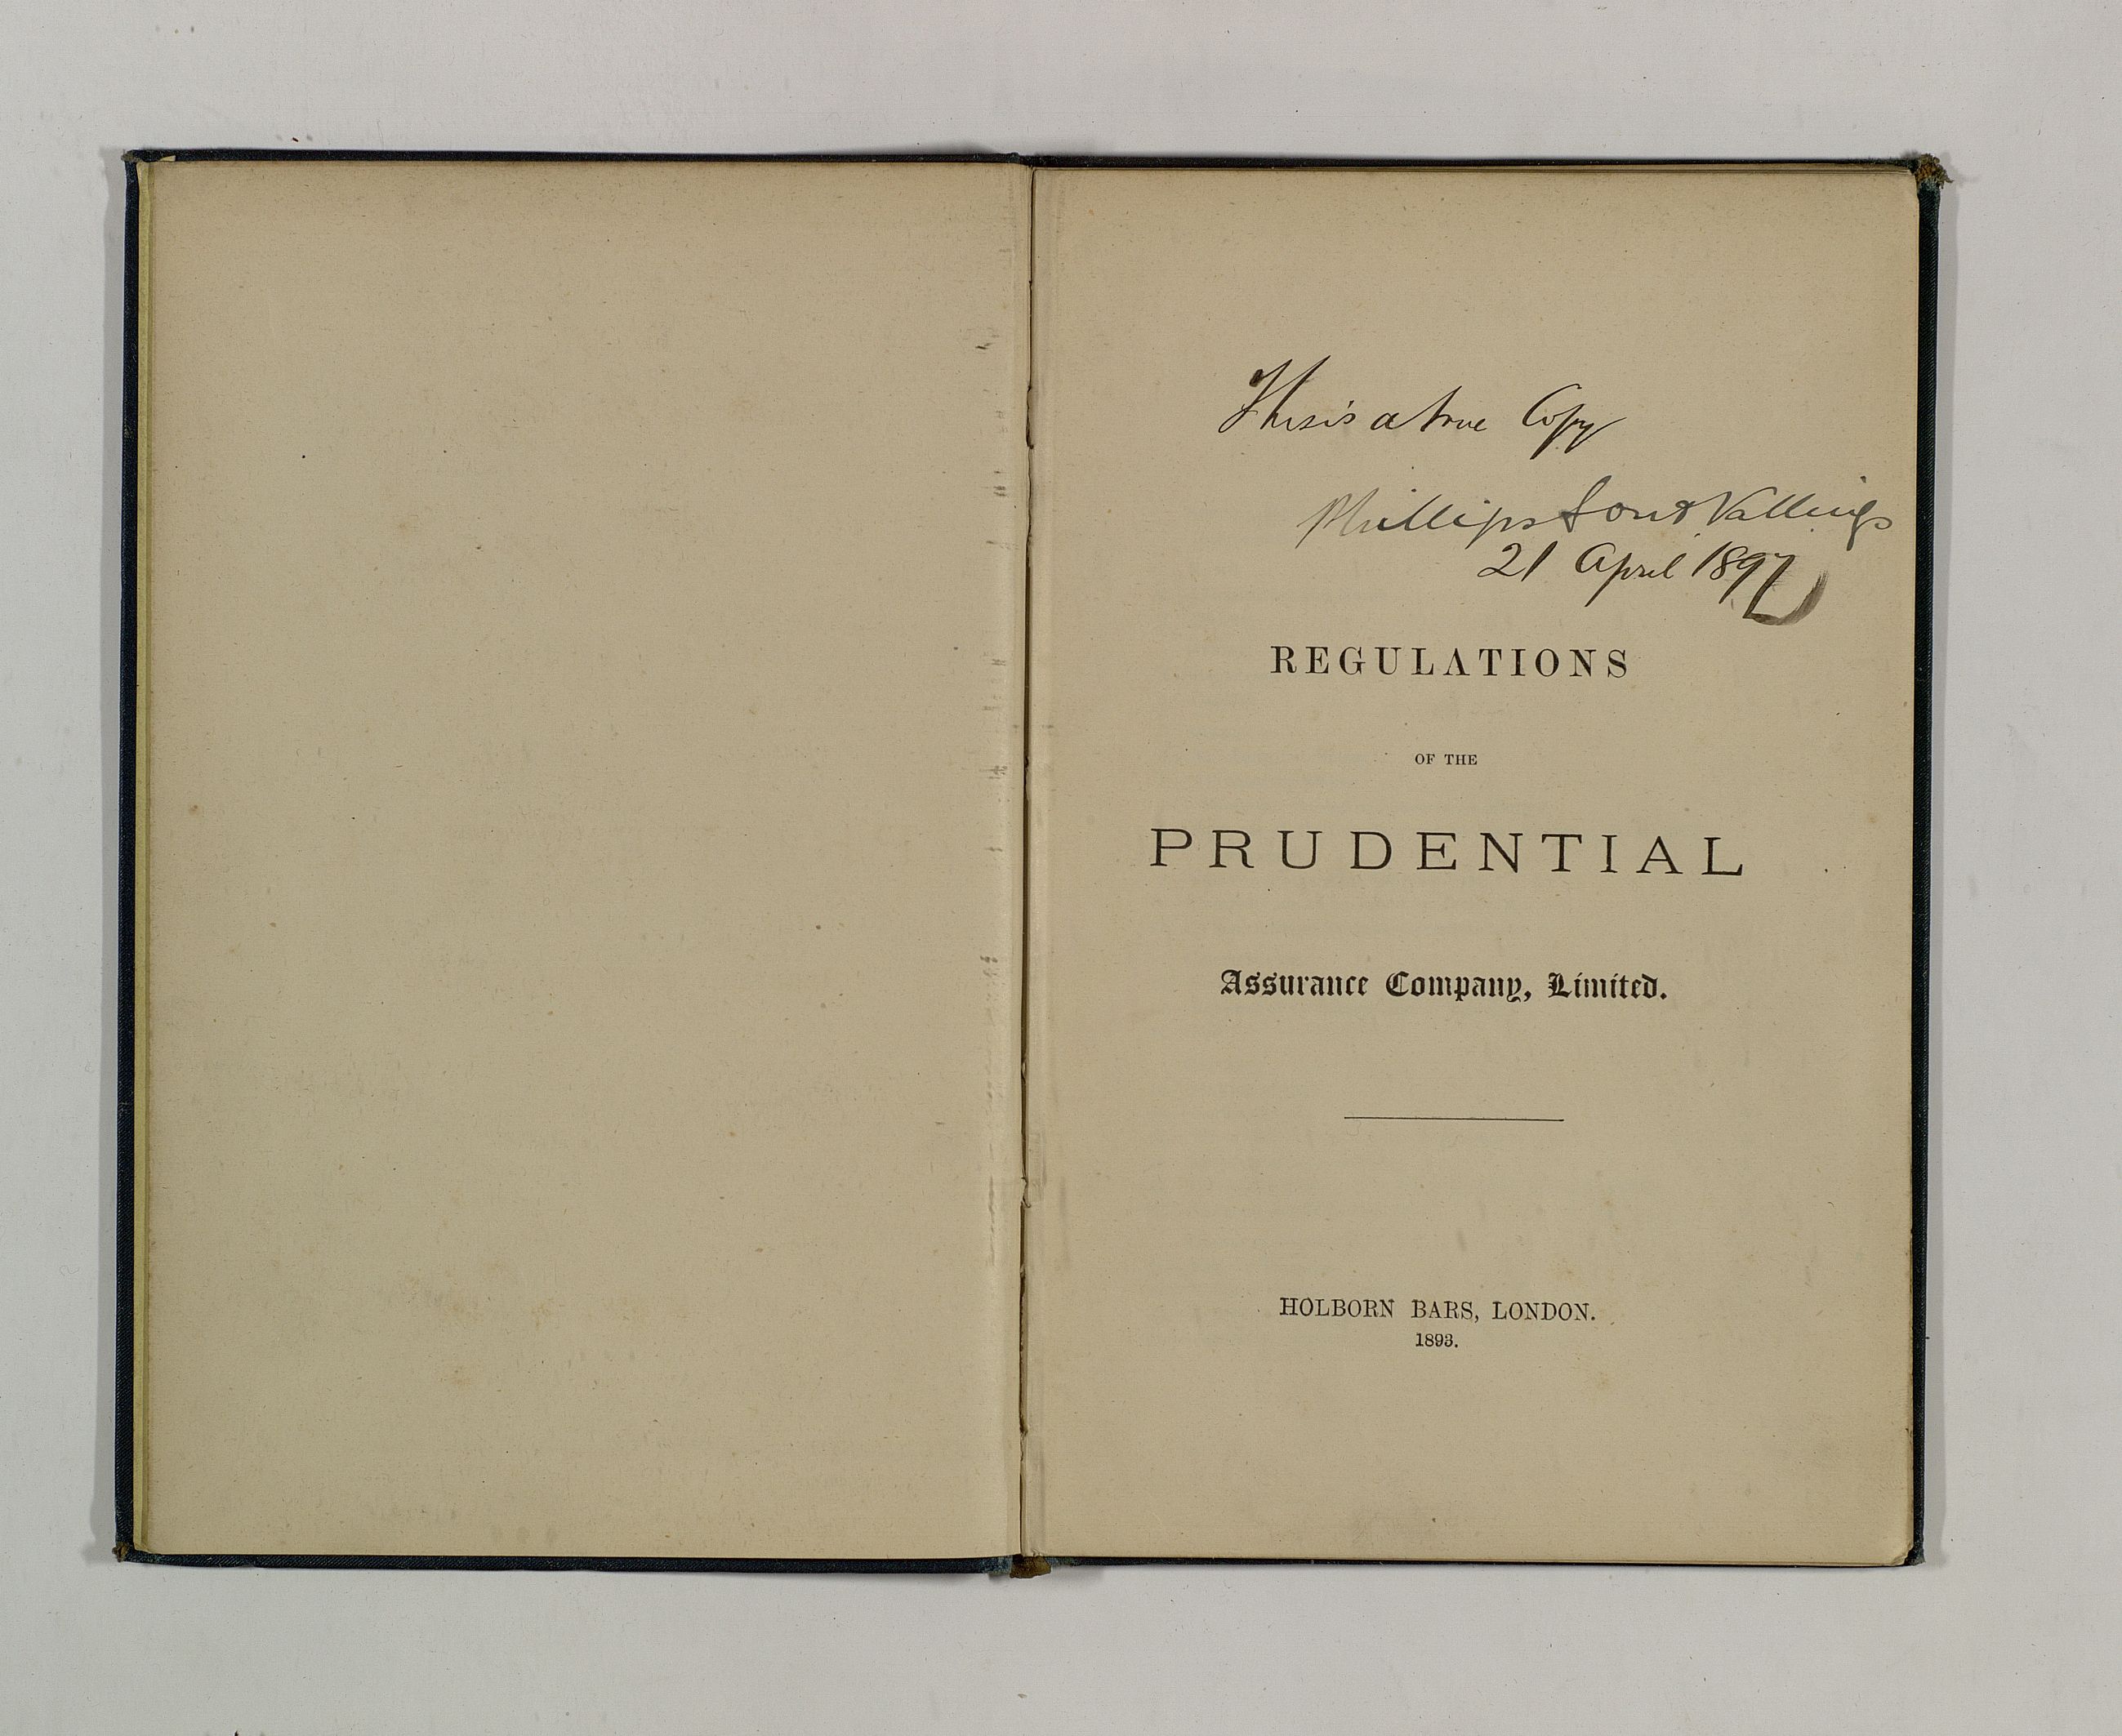 This is a true Copy
Phillips Son & Vallings
21 April 1897
REGULATIONS
OF THE
PRUDENTIAL
Assurance Company, Limited.
HOLBORN BARS, LONDON.
1893.